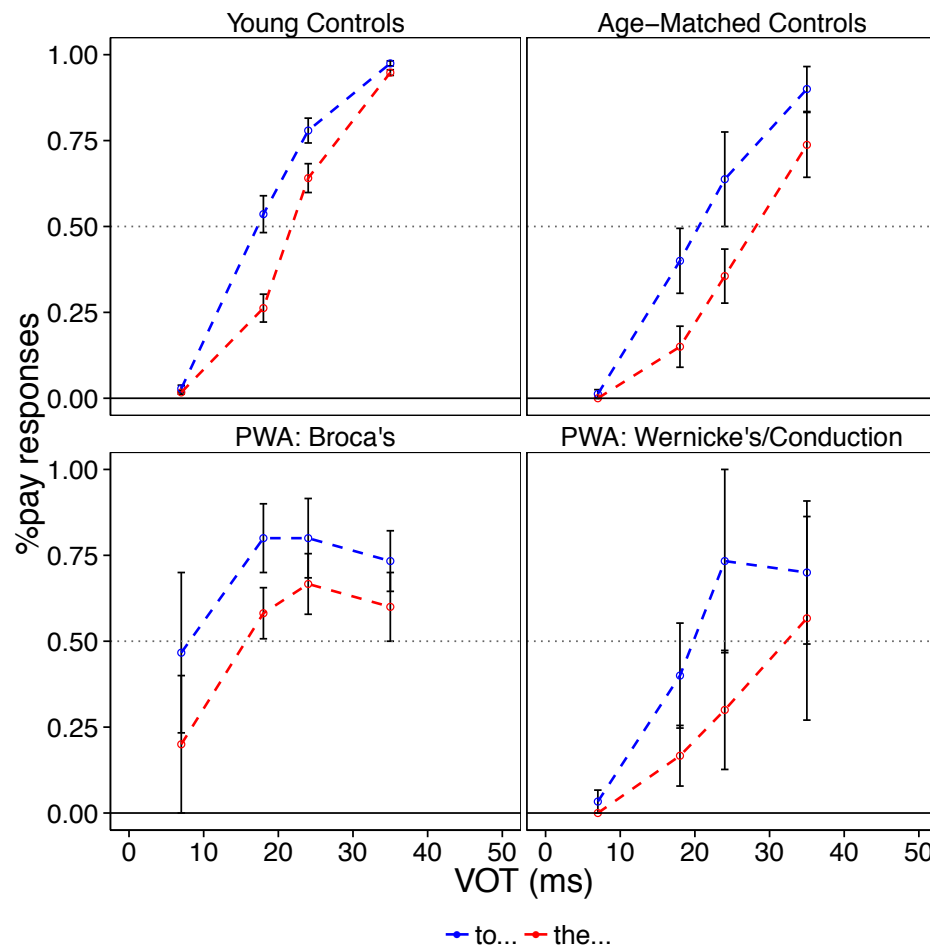 Young Controls
Age−Matched Controls
1.00
0.75
0.50
0.25
0.00
%pay responses
PWA: Broca's
PWA: Wernicke's/Conduction
1.00
0.75
0.50
0.25
0.00
0 10 20 30 40 50
0 10 20 30 40 50
VOT (ms)
to... the...